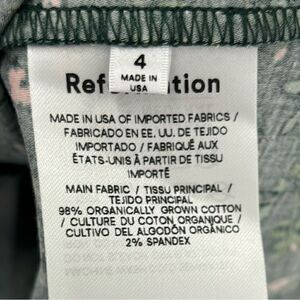 4
MADE IN
USA
Ref   tion
MADE IN USA OF IMPORTED FABRICS /
FABRICADO EN EE. UU. DE TEJIDO
IMPORTADO / FABRIQUÉ AUX
ÉTATS-UNIS À PARTIR DE TISSU
IMPORTÉ
MAIN FABRIC / TISSU PRINCIPAL /
TEJIDO PRINCIPAL
98% ORGANICALLY GROWN COTTON
/ CULTURE DU COTON ORGANIQUE /
CULTIVO DEL ALGODÓN ORGÁNICO
2% SPANDEX